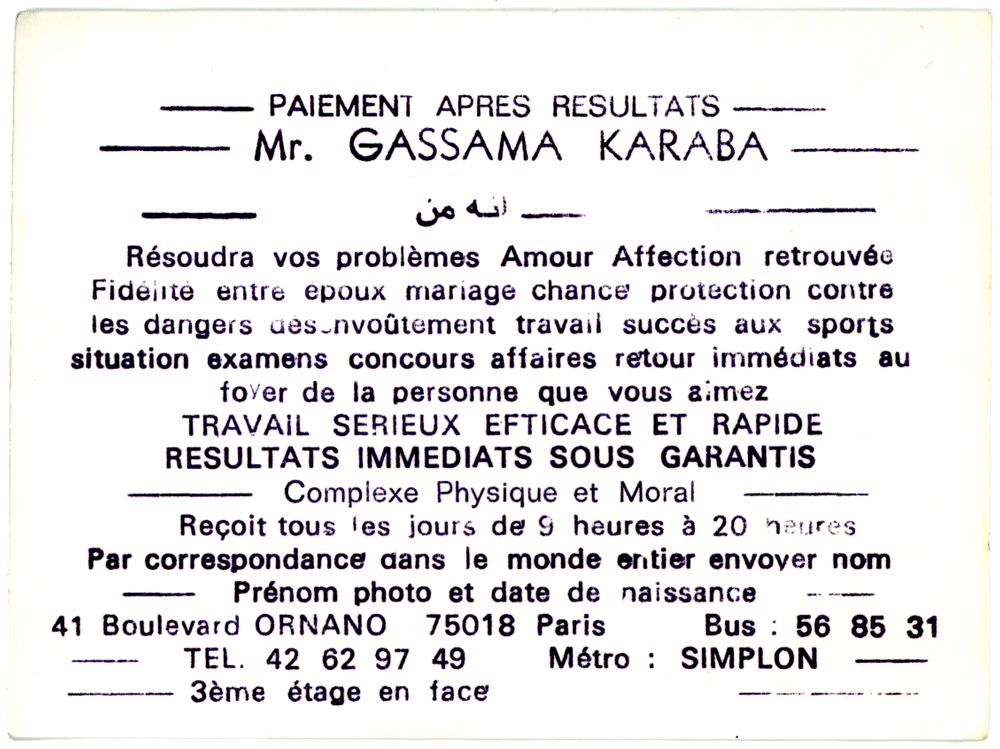 PAIEMENT APRES RESULTATS
Mr. GASSAMA KARABA
انه من
Résoudra vos problèmes Amour Affection retrouvée
Fidélité entre epoux mariage chance protection contre
les dangers désenvoûtement travail succès aux sports
situation examens concours affaires retour immédiats au
foyer de la personne que vous aimez
TRAVAIL SERIEUX EFTICACE ET RAPIDE
RESULTATS IMMEDIATS SOUS GARANTIS
Complexe Physique et Moral
Reçoit tous les jours de 9 heures à 20 heures
Par correspondance dans le monde entier envoyer nom
Prénom photo et date de naissance
41 Boulevard ORNANO 75018 Paris Bus : 56 85 31
TEL. 42 62 97 49 Métro : SIMPLON
3ème étage en face